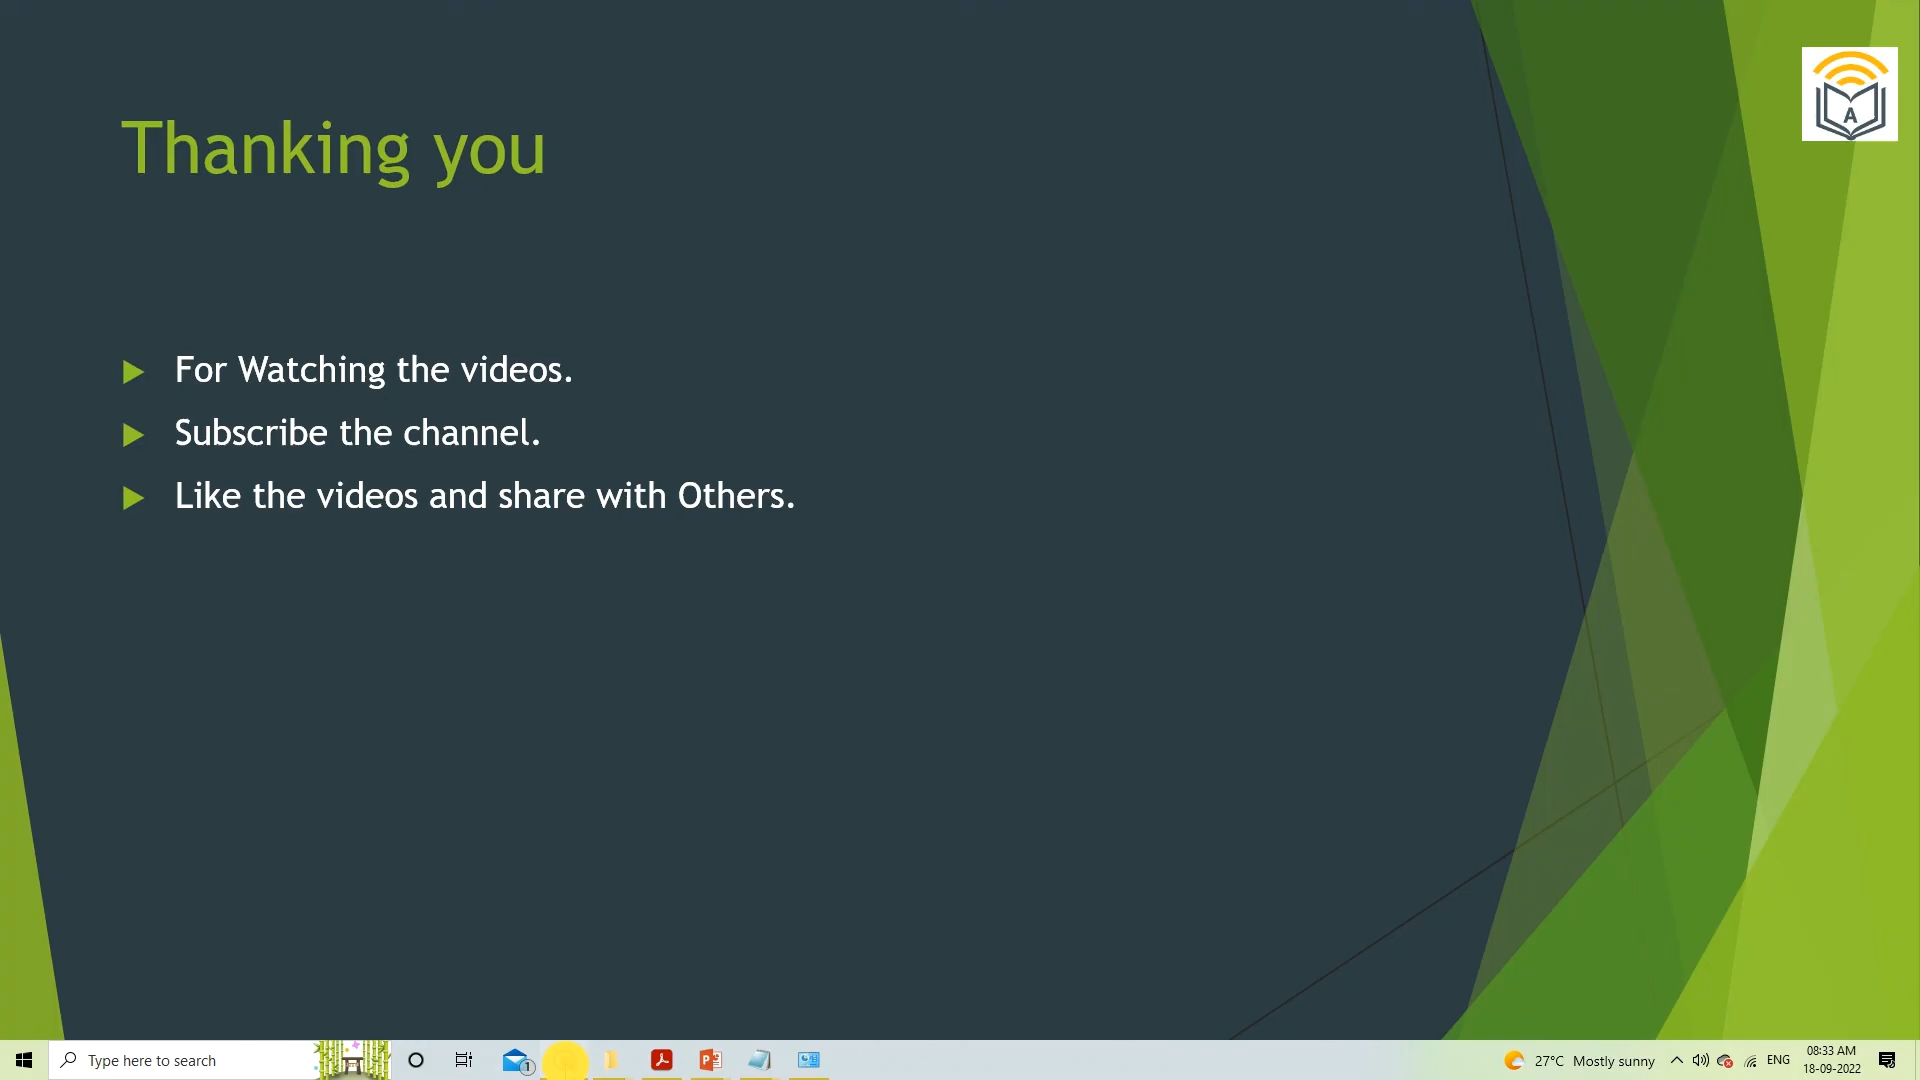 A
Thanking you
For Watching the videos.
Subscribe the channel.
Like the videos and share with Others.
Type here to search
1
27°C Mostly sunny
ENG
08:33 AM
18-09-2022